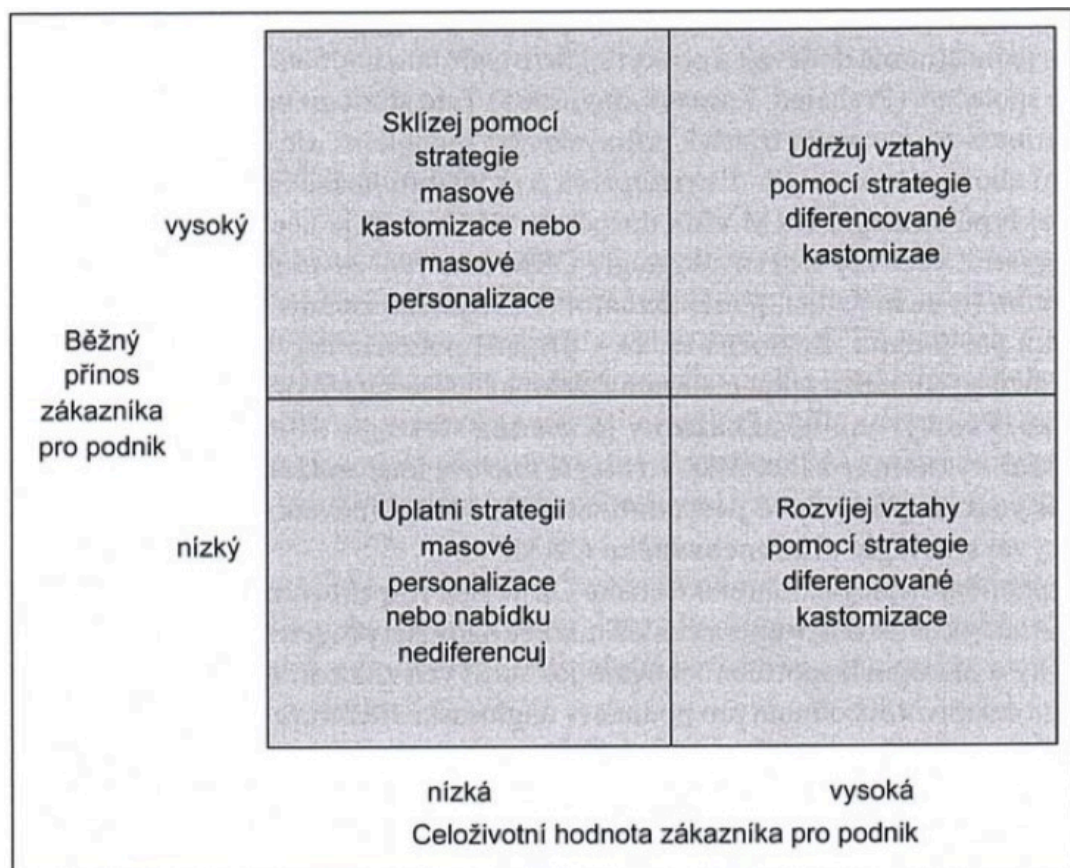 Sklízej pomocí
strategie
masové
kastomizace nebo
masové
personalizace
Udržuj vztahy
pomocí strategie
diferencované
kastomizae
vysoký
Běžný
přínos
zákazníka
pro podnik
nízký
Uplatni strategii
masové
personalizace
nebo nabídku
nediferencuj
Rozvíjej vztahy
pomocí strategie
diferencované
kastomizace
nízká
vysoká
Celoživotní hodnota zákazníka pro podnik